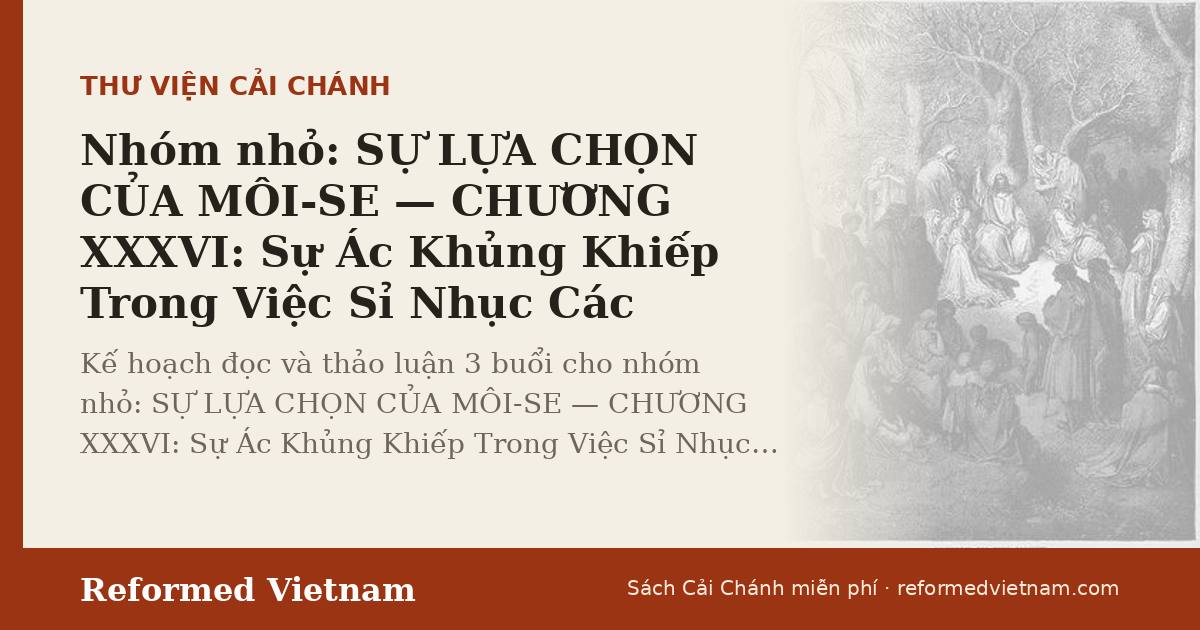 THƯ VIỆN CẢI CHÁNH
Nhóm nhỏ: SỰ LỰA CHỌN
CỦA MÔI-SE — CHƯƠNG
XXXVI: Sự Ác Khủng Khiếp
Trong Việc Sỉ Nhục Các
Kế hoạch đọc và thảo luận 3 buổi cho nhóm
nhỏ: SỰ LỰA CHỌN CỦA MÔI-SE — CHƯƠNG
XXXVI: Sự Ác Khủng Khiếp Trong Việc Sỉ Nhục...
Reformed Vietnam
Sách Cải Chánh miễn phí · reformedvietnam.com